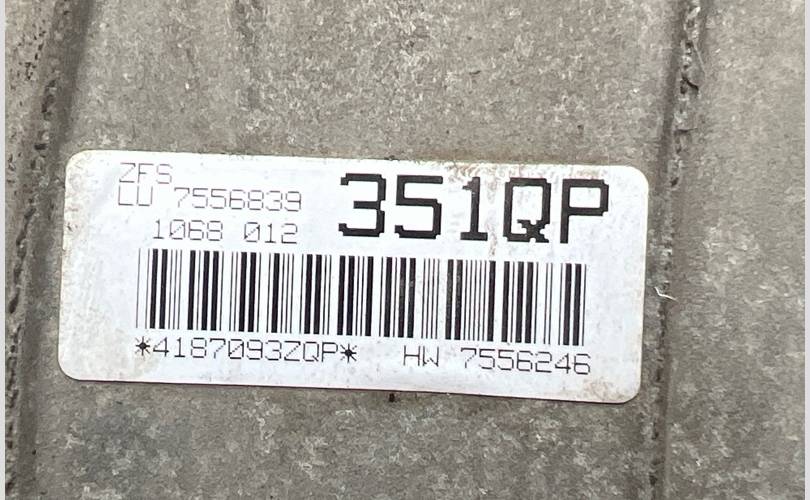 ZFS
LU 7556839
351QP
1068 012
*4187093ZQP* HW 7556246